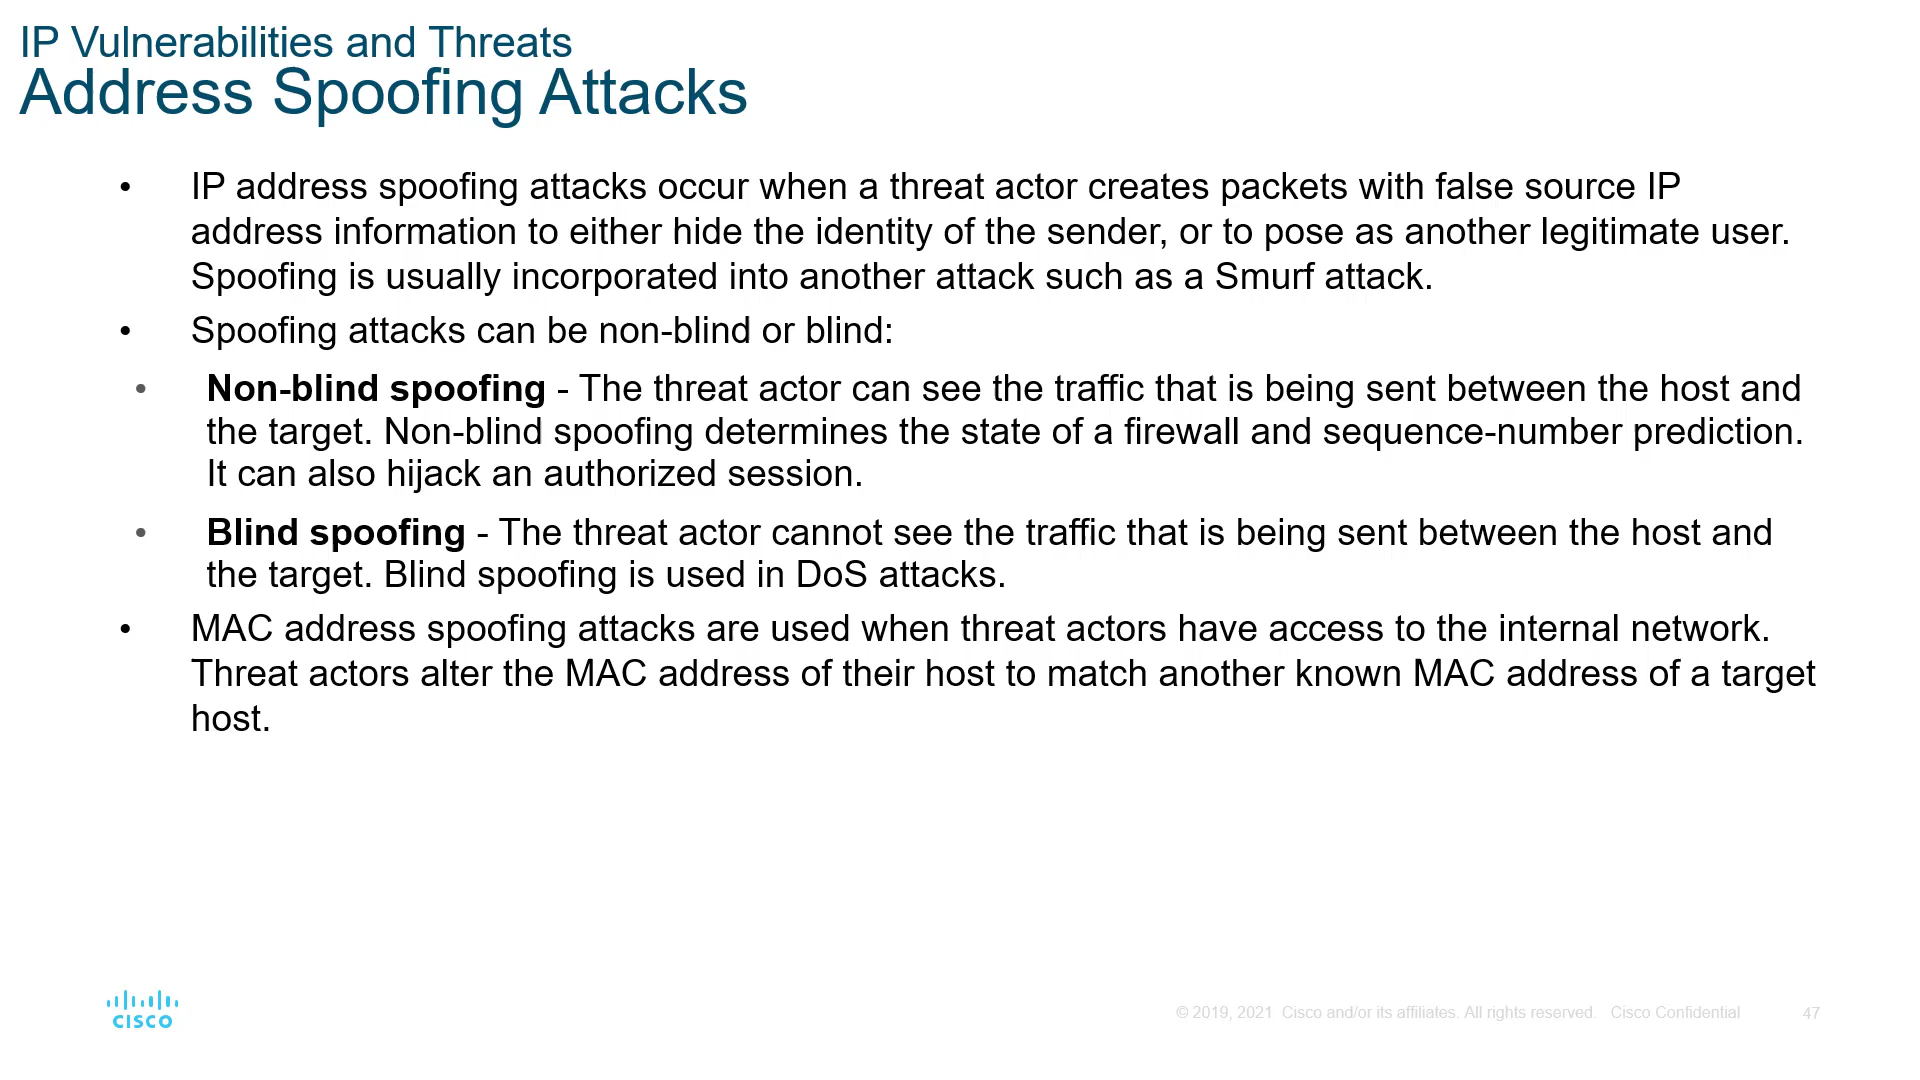 IP Vulnerabilities and Threats
Address Spoofing Attacks
• IP address spoofing attacks occur when a threat actor creates packets with false source IP
address information to either hide the identity of the sender, or to pose as another legitimate user.
Spoofing is usually incorporated into another attack such as a Smurf attack.
• Spoofing attacks can be non-blind or blind:
• Non-blind spoofing - The threat actor can see the traffic that is being sent between the host and
the target. Non-blind spoofing determines the state of a firewall and sequence-number prediction.
It can also hijack an authorized session.
• Blind spoofing - The threat actor cannot see the traffic that is being sent between the host and
the target. Blind spoofing is used in DoS attacks.
• MAC address spoofing attacks are used when threat actors have access to the internal network.
Threat actors alter the MAC address of their host to match another known MAC address of a target
host.
CISCO
© 2019, 2021 Cisco and/or its affiliates. All rights reserved. Cisco Confidential 47